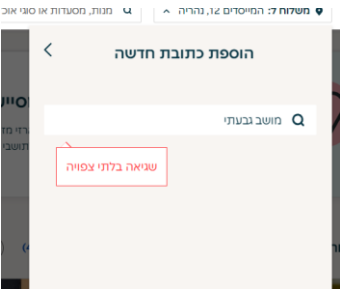 משלוח ל: המייסדים 12, נהריה
מנות, מסעדות או סוגי אוכ
הוספת כתובת חדשה
מושב גבעתי
שגיאה בלתי צפויה